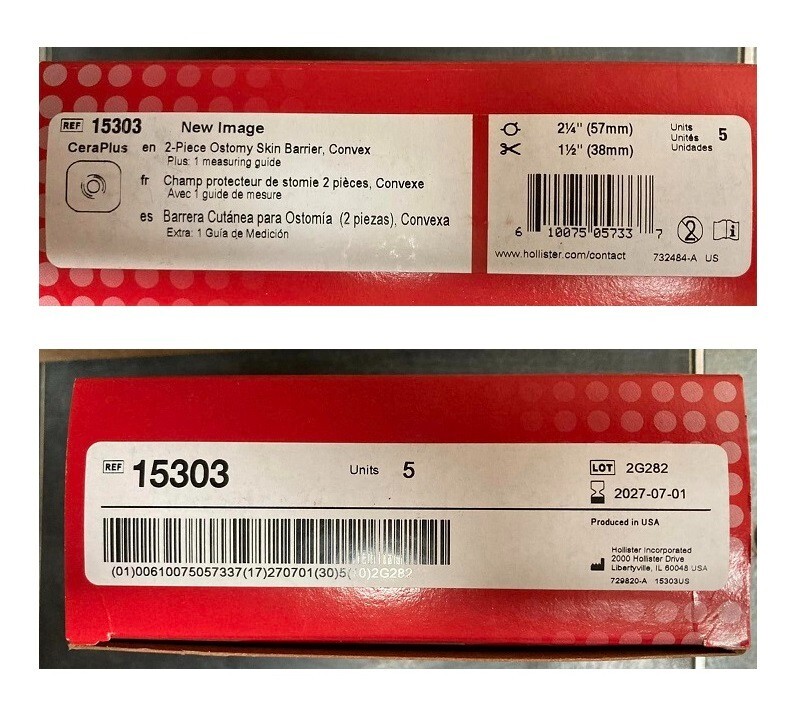 REF 15303 New Image
CeraPlus en 2-Piece Ostomy Skin Barrier, Convex
Plus: 1 measuring guide
fr Champ protecteur de stomie 2 pièces, Convexe
Avec 1 guide de mesure
es Barrera Cutánea para Ostomía (2 piezas), Convexa
Extra: 1 Guía de Medición
2¼" (57mm)
1½" (38mm)
Units
Unités
Unidades
5
6 10075 05733 7
2
i
www.hollister.com/contact 732484-A US
REF 15303 Units 5
LOT 2G282
2027-07-01
Produced in USA
(01)00610075057337(17)270701(30)5(10)2G282
Hollister Incorporated
2000 Hollister Drive
Libertyville, IL 60048 USA
729820-A 15303US